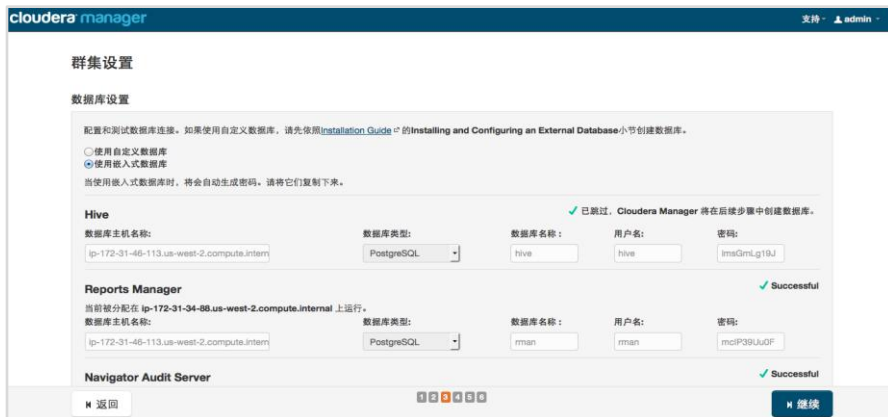 cloudera manager
支持
admin
群集设置
数据库设置
配置和测试数据库连接。如果使用自定义数据库，请先依照Installation Guide 的Installing and Configuring an External Database小节创建数据库。
使用自定义数据库
使用嵌入式数据库
当使用嵌入式数据库时，将会自动生成密码。请将它们复制下来。
Hive
已跳过，Cloudera Manager 将在后续步骤中创建数据库。
数据库主机名称: 数据库类型: 数据库名称： 用户名: 密码:
ip-172-31-46-113.us-west-2.compute.intern PostgreSQL hive hive
Reports Manager
Successful
当前被分配在 ip-172-31-34-88.us-west-2.compute.internal 上运行。
数据库主机名称: 数据库类型: 数据库名称： 用户名: 密码:
ip-172-31-46-113.us-west-2.compute.intern PostgreSQL rman rman
Navigator Audit Server
Successful
返回
1 2 3 4 5 6
继续